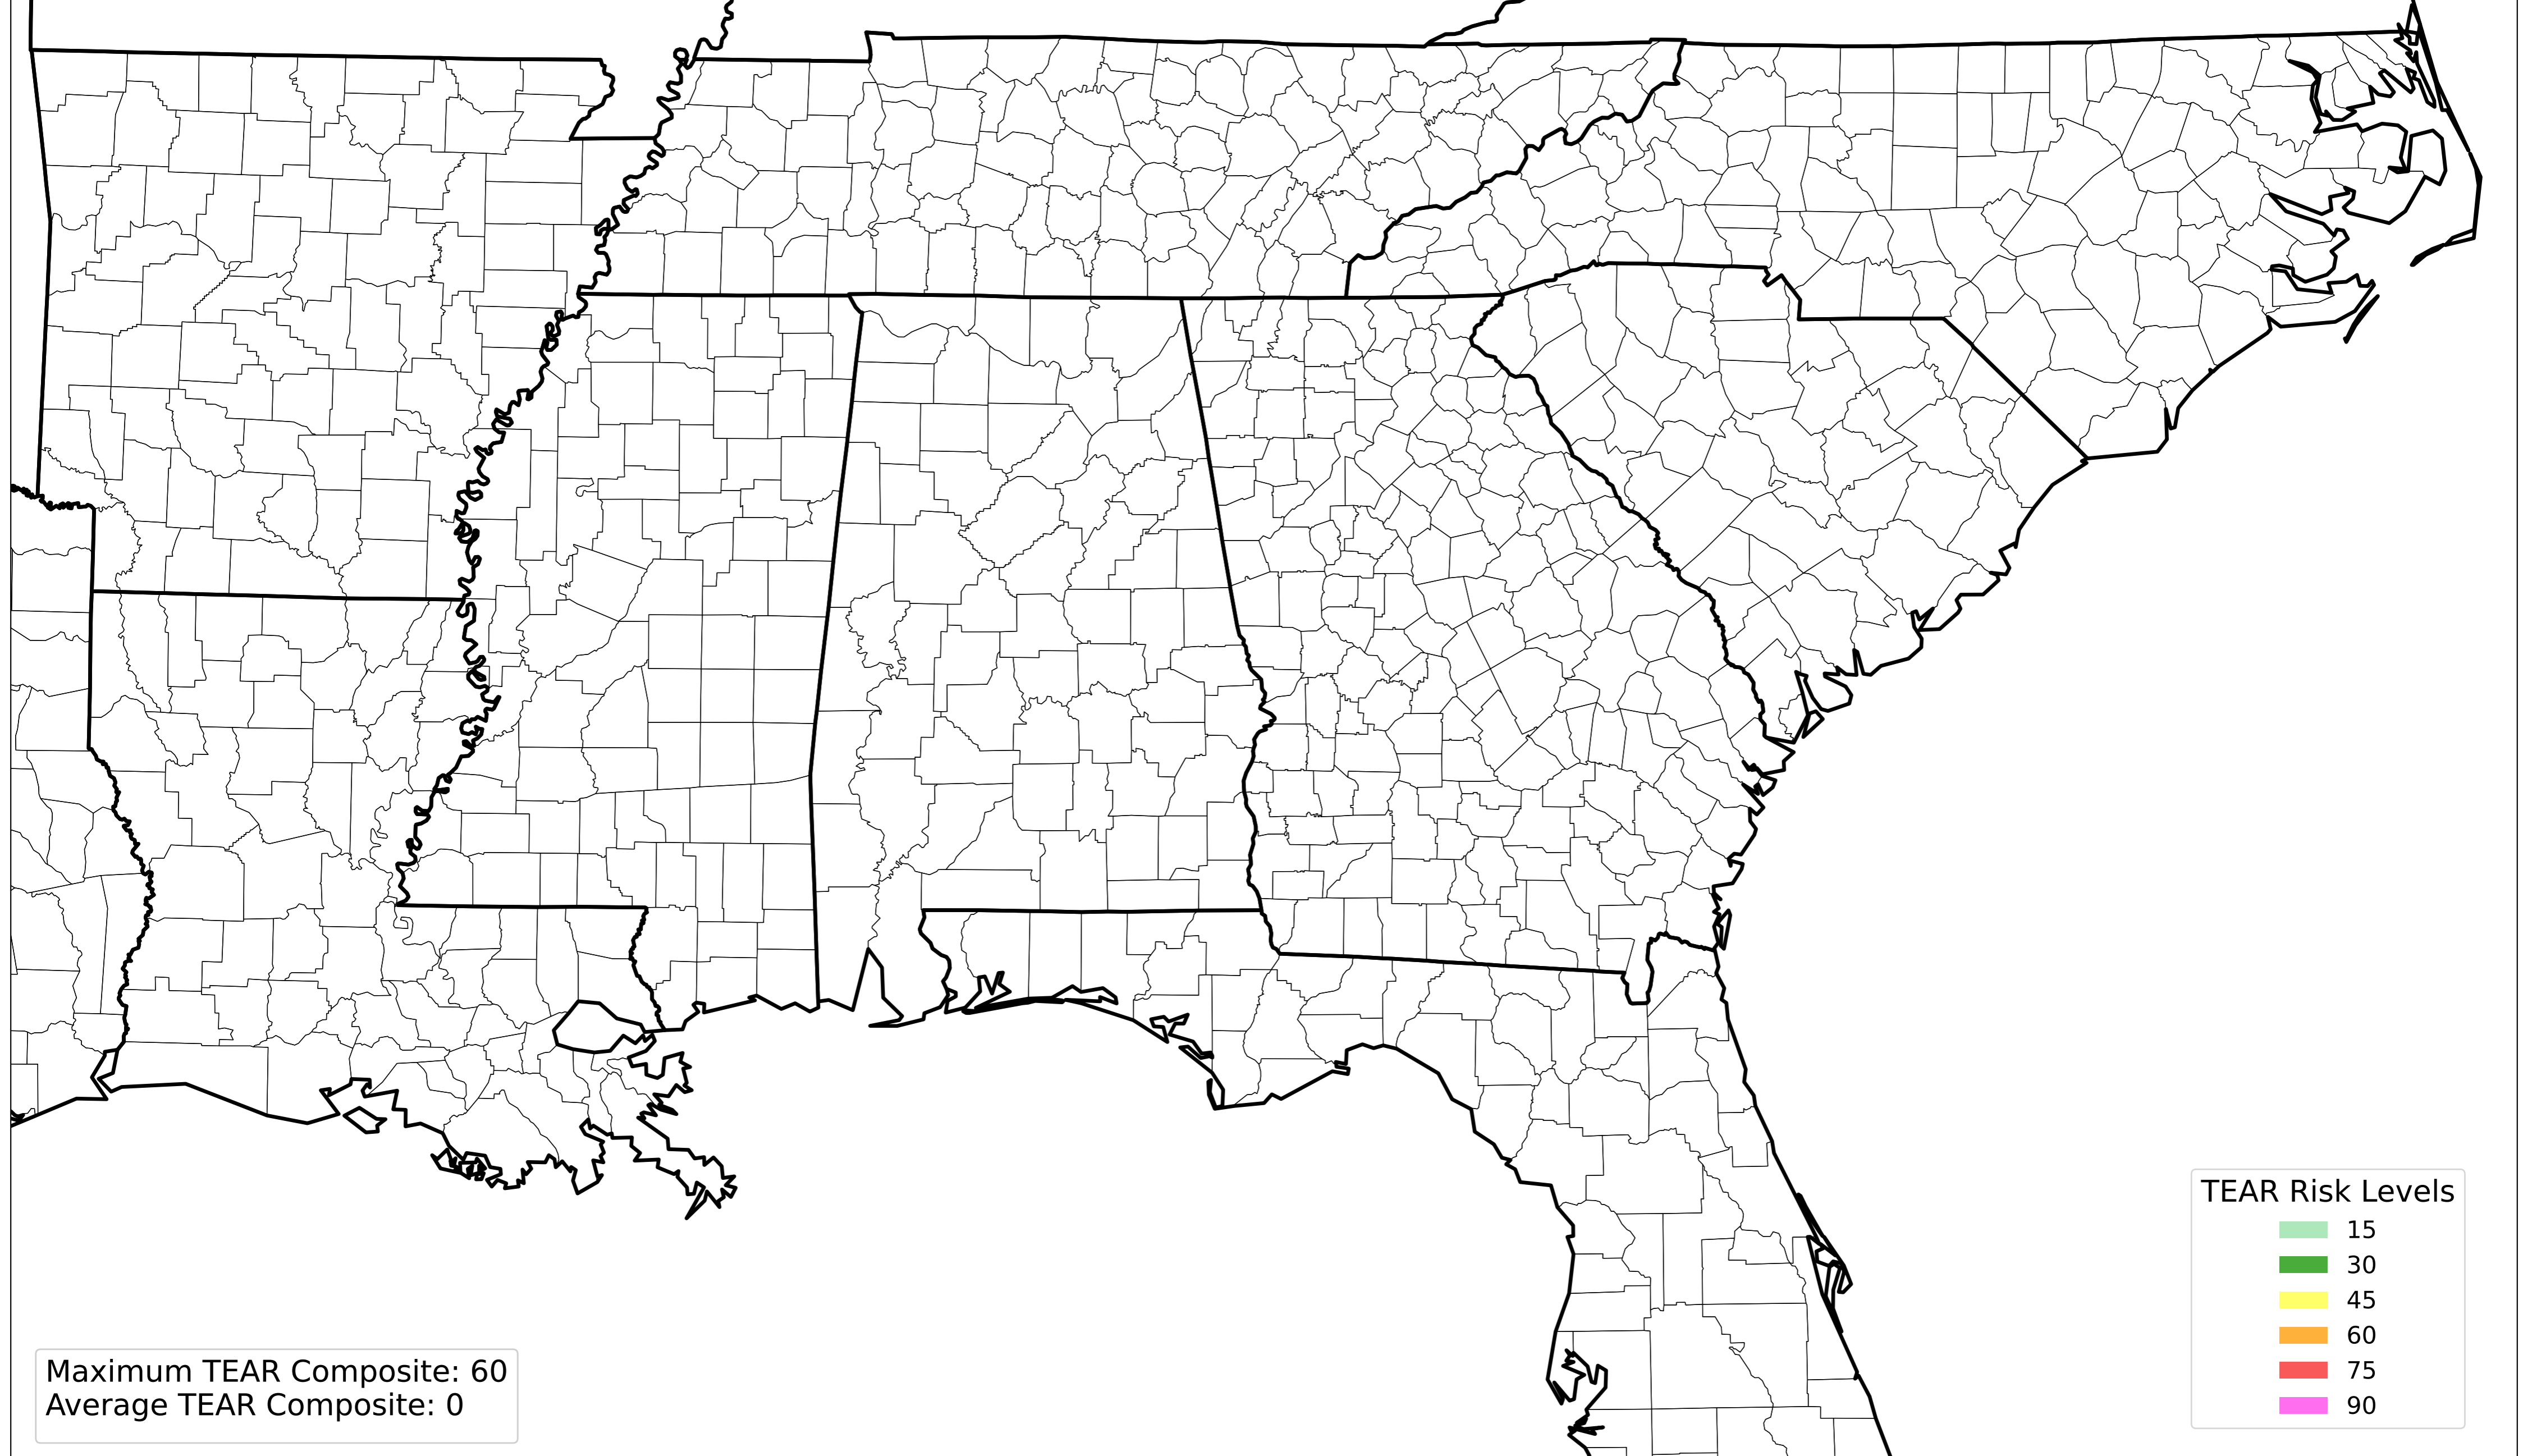 TEAR Risk Levels
15
30
45
60
75
90
Maximum TEAR Composite: 60
Average TEAR Composite: 0